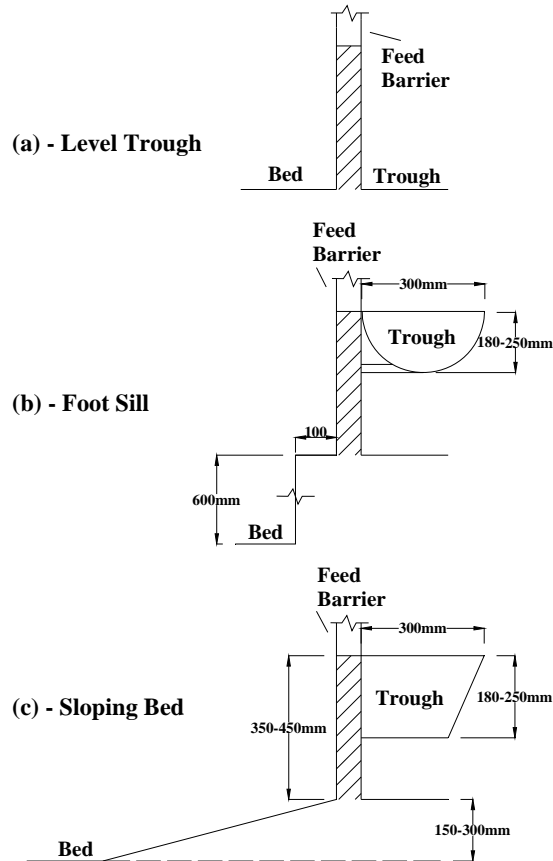 Feed
Barrier
(a) - Level Trough
Bed
Trough
Feed
Barrier
300mm
Trough
180-250mm
(b) - Foot Sill
100
600mm
Bed
Feed
Barrier
300mm
Trough
180-250mm
(c) - Sloping Bed
350-450mm
150-300mm
Bed